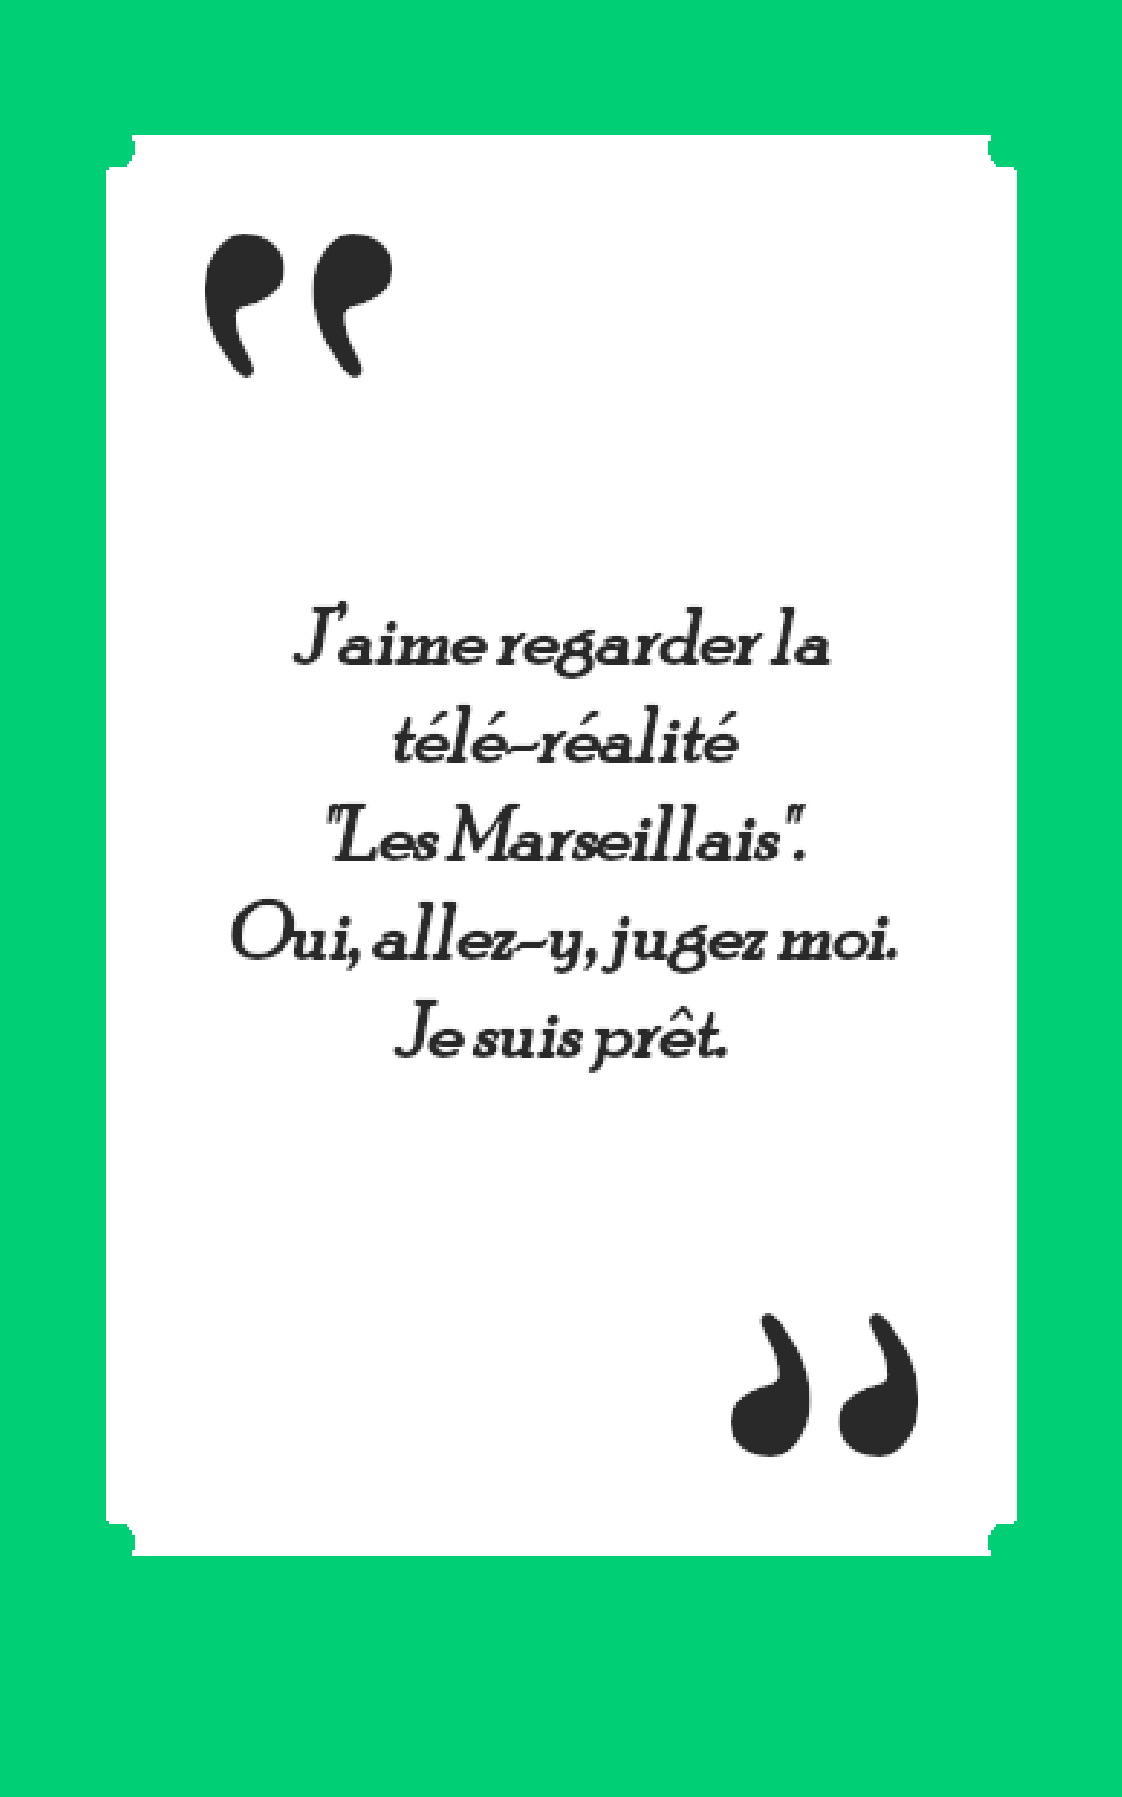 J'aime regarder la
télé-réalité
"Les Marseillais".
Oui, allez-y, jugez moi.
Je suis prêt.